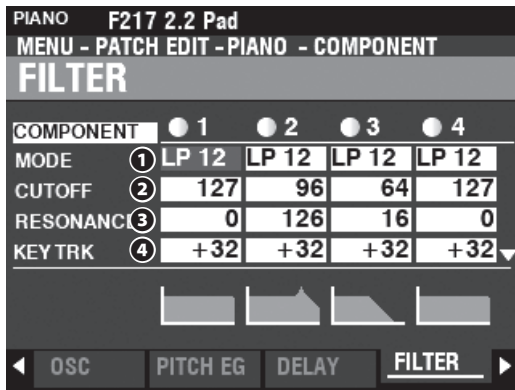 PIANO F217 2.2 Pad
MENU - PATCH EDIT - PIANO - COMPONENT
FILTER
COMPONENT 1 2 3 4
MODE 1 LP 12 LP 12 LP 12 LP 12
CUTOFF 2 127 96 64 127
RESONANCE 3 0 126 16 0
KEY TRK 4 +32 +32 +32 +32
OSC PITCH EG DELAY FILTER